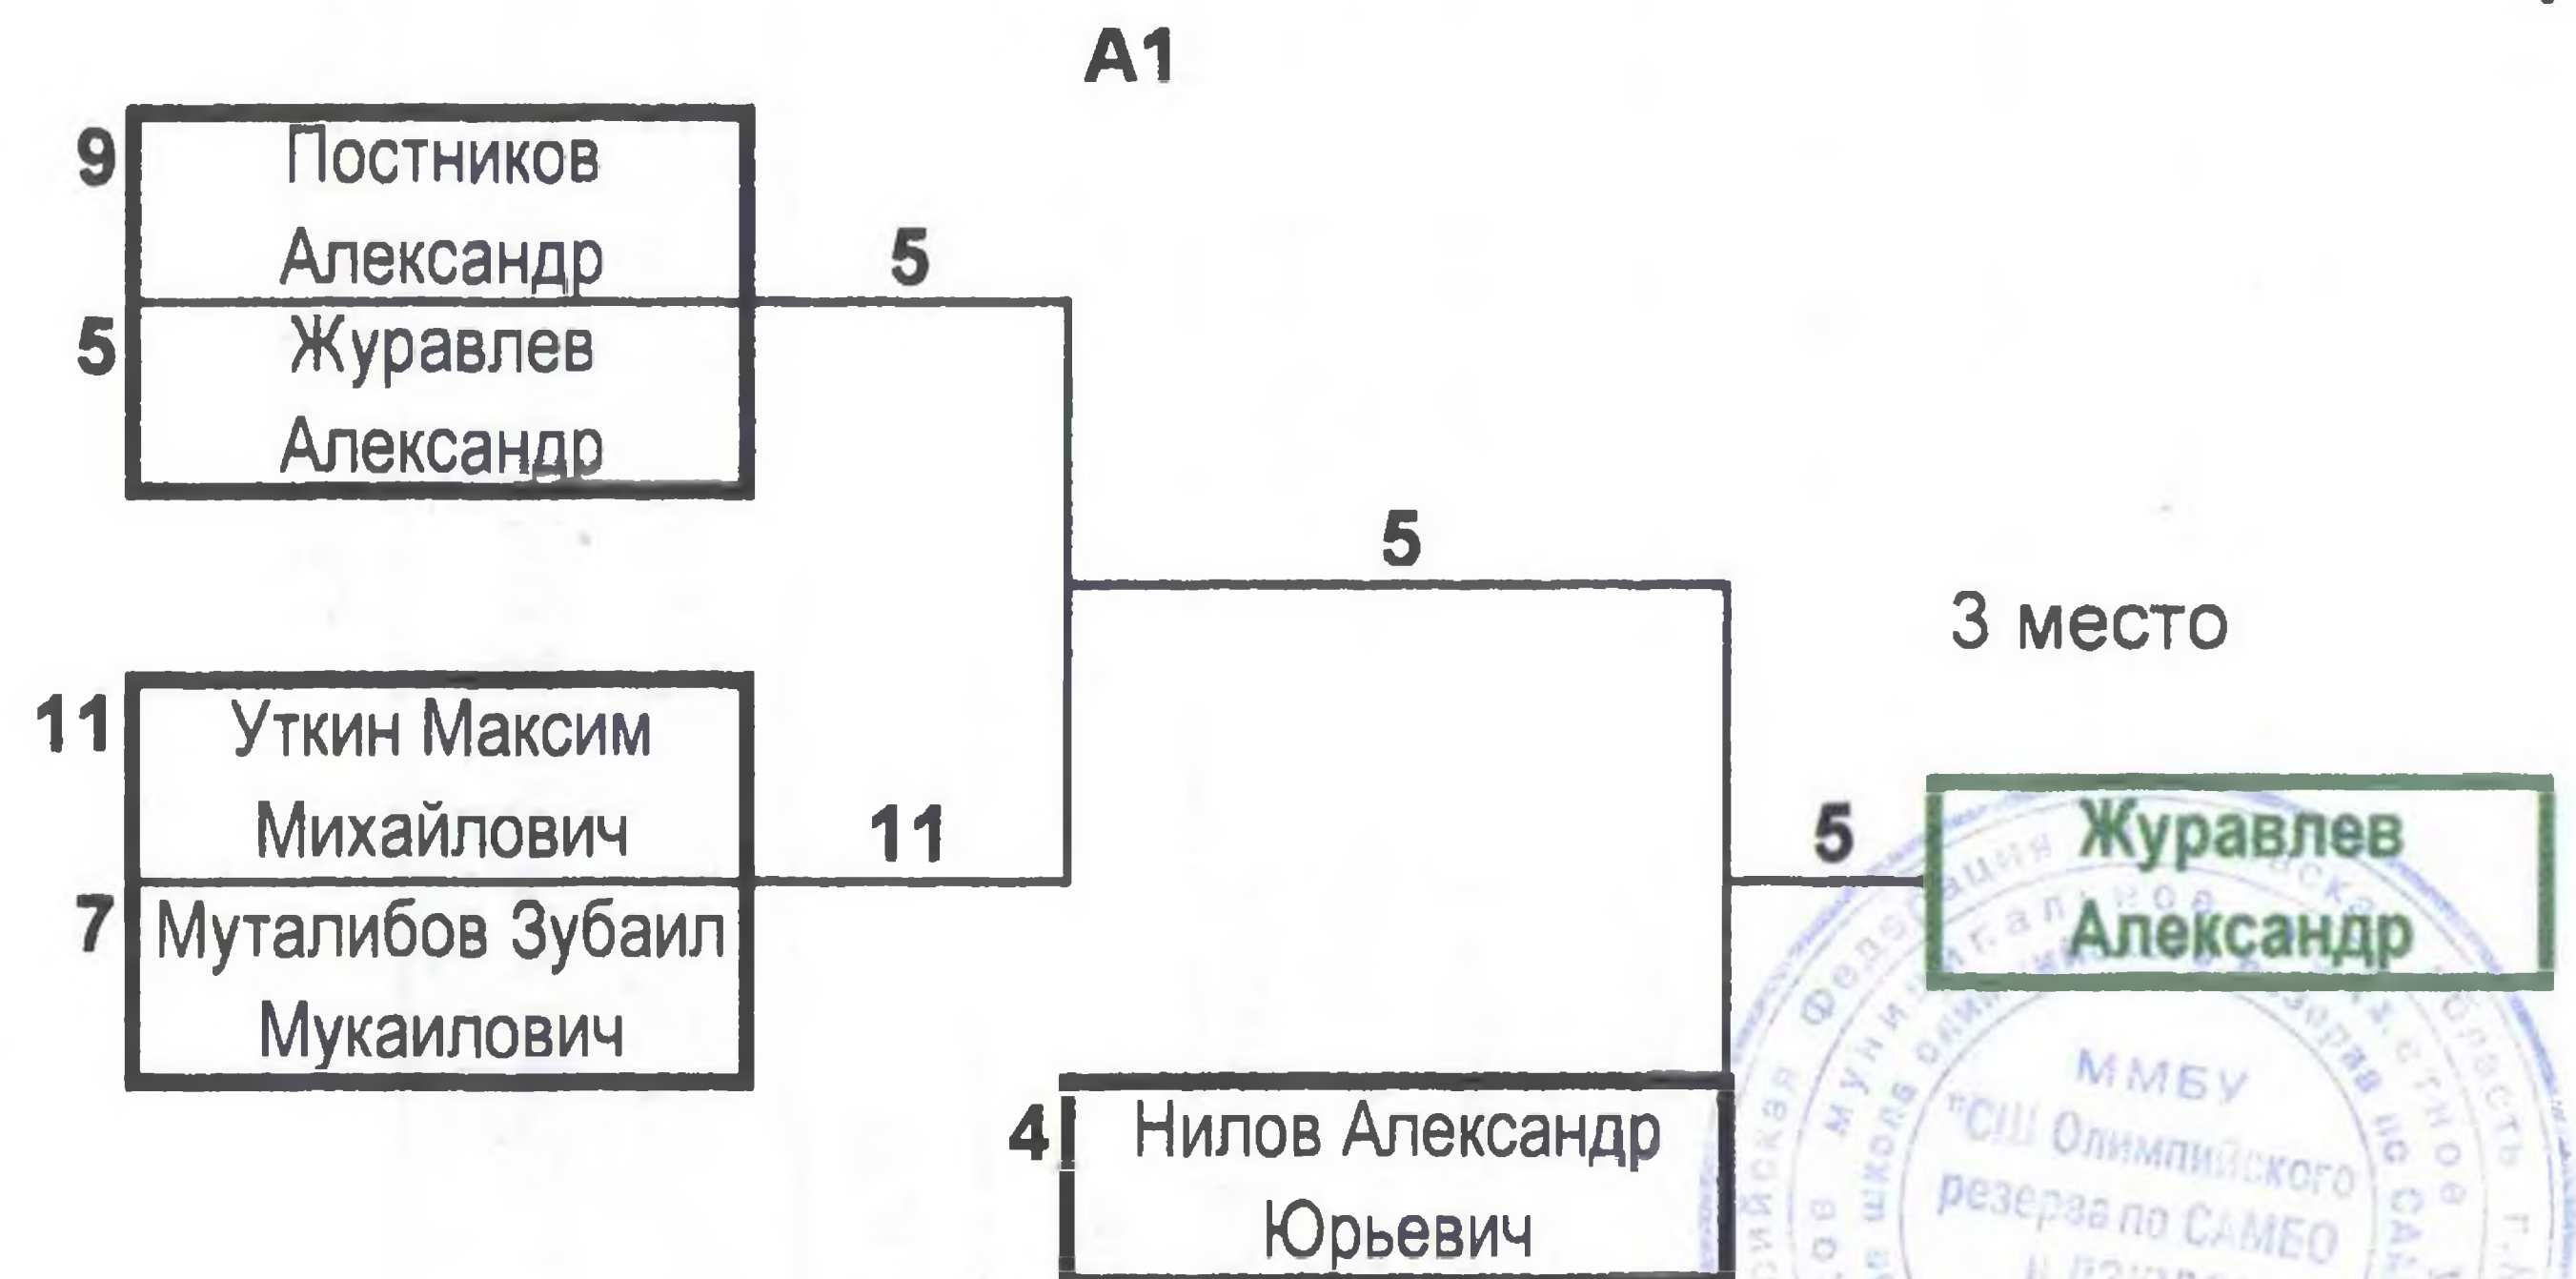 А1
9
Постников
Александр
5
5
Журавлев
Александр
5
3 место
11
Уткин Максим
Михайлович
11
7
Муталибов Зубаил
Мукаилович
5
Журавлев
Александр
4
Нилов Александр
Юрьевич
ММБУ
"СШ Олимпийского
резерва по САМБО